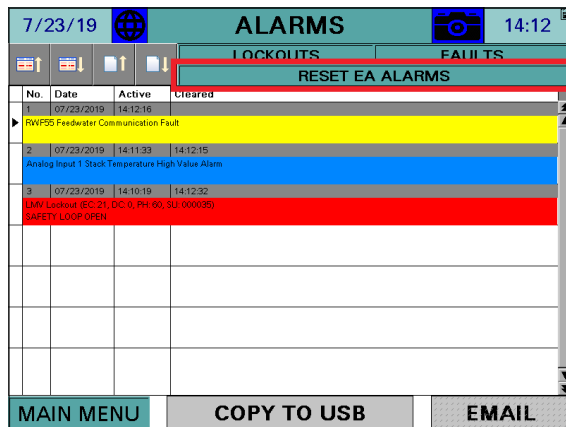 7/23/19 ALARMS 14:12
LOCKOUTS FAULTS
RESET EA ALARMS
No. Date Active Cleared
1 07/23/2019 14:12:16
RWF55 Feedwater Communication Fault
2 07/23/2019 14:11:33 14:12:15
Analog Input 1 Stack Temperature High Value Alarm
3 07/23/2019 14:10:19 14:12:32
LMV Lockout (EC: 21, DC: 0, PH: 60, SU: 000035)
SAFETY LOOP OPEN
MAIN MENU COPY TO USB EMAIL